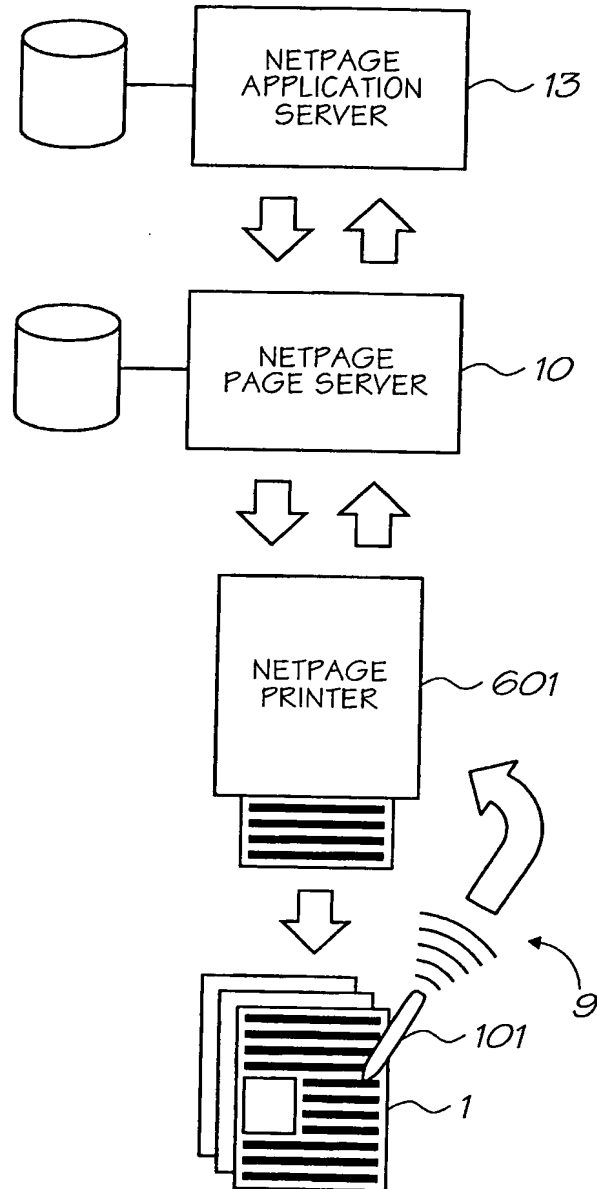 NETPAGE
APPLICATION
SERVER
13
NETPAGE
PAGE SERVER
10
NETPAGE
PRINTER
601
9
101
1